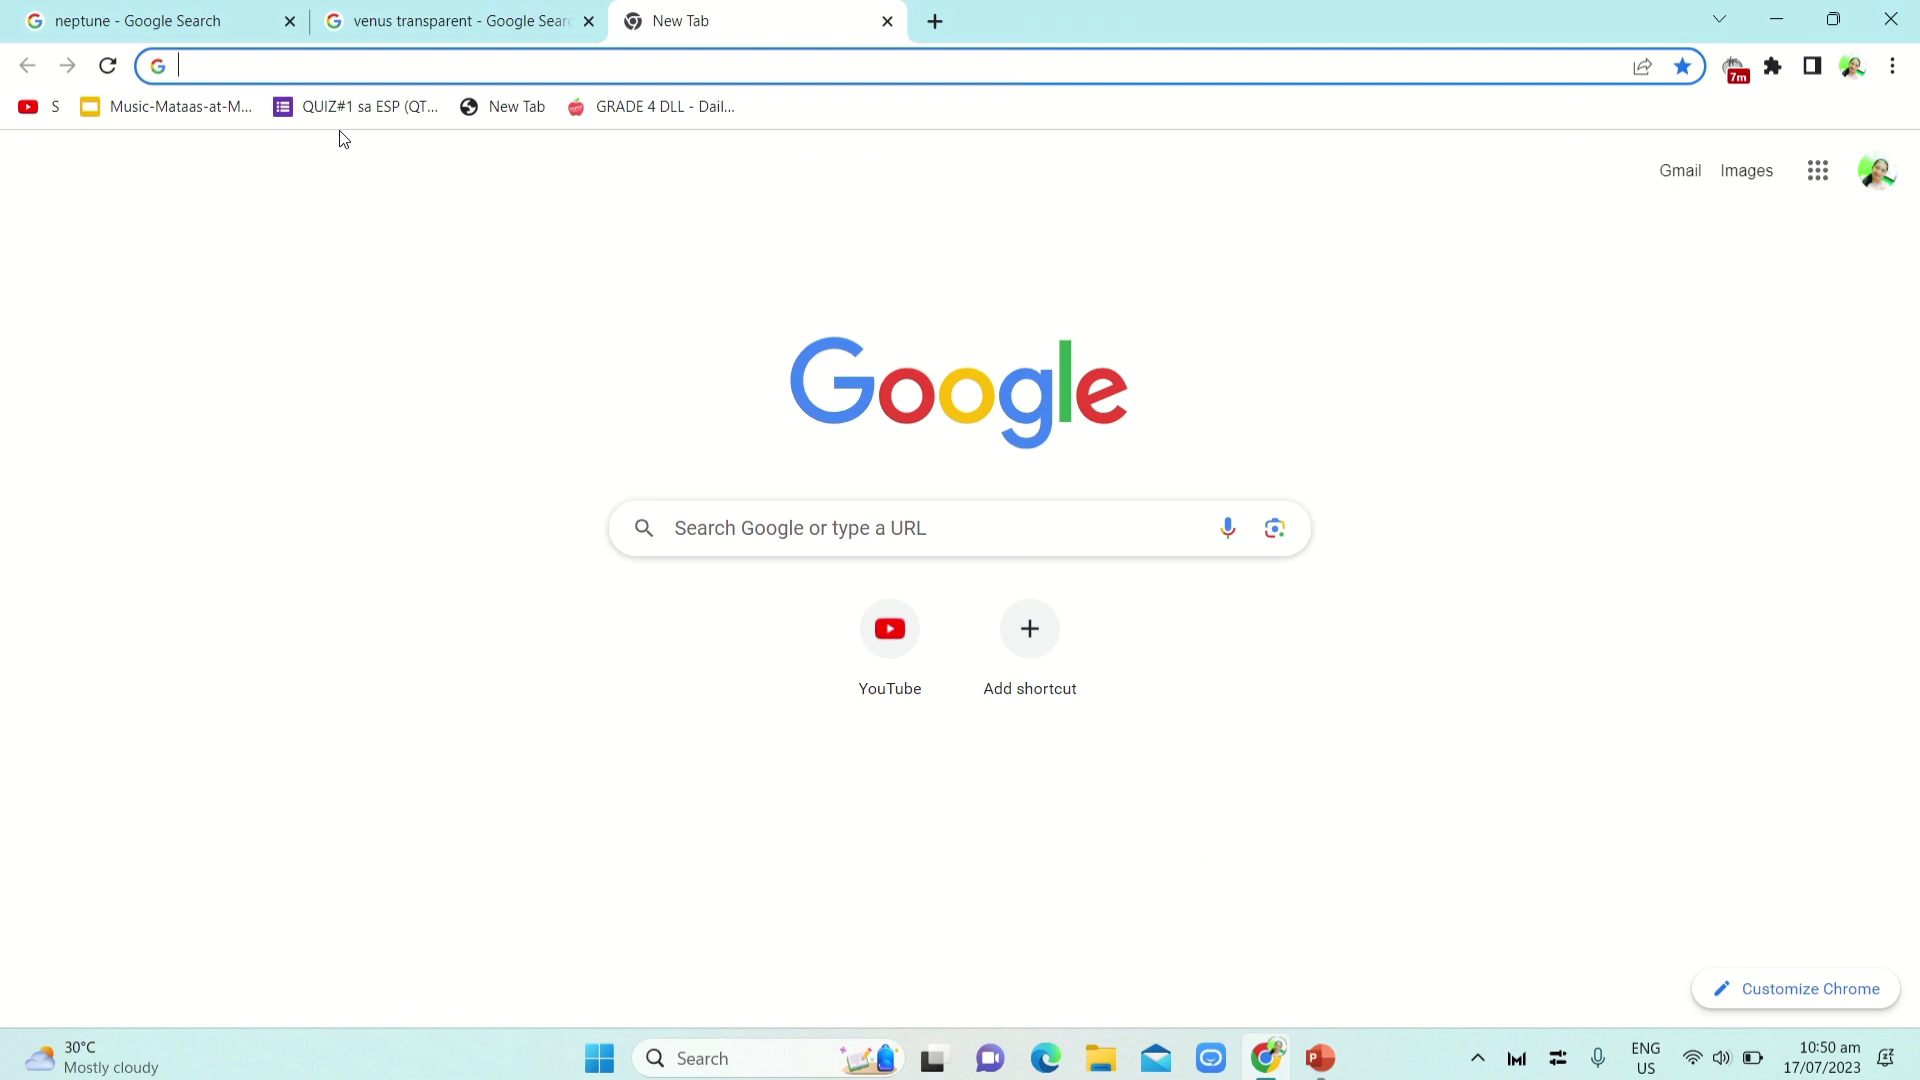 neptune - Google Search
venus transparent - Google Sear
New Tab
7m
S
Music-Mataas-at-M...
QUIZ#1 sa ESP (QT...
New Tab
GRADE 4 DLL - Dail...
Gmail
Images
Google
Search Google or type a URL
YouTube
Add shortcut
Customize Chrome
30°C
Mostly cloudy
Search
ENG
US
10:50 am
17/07/2023